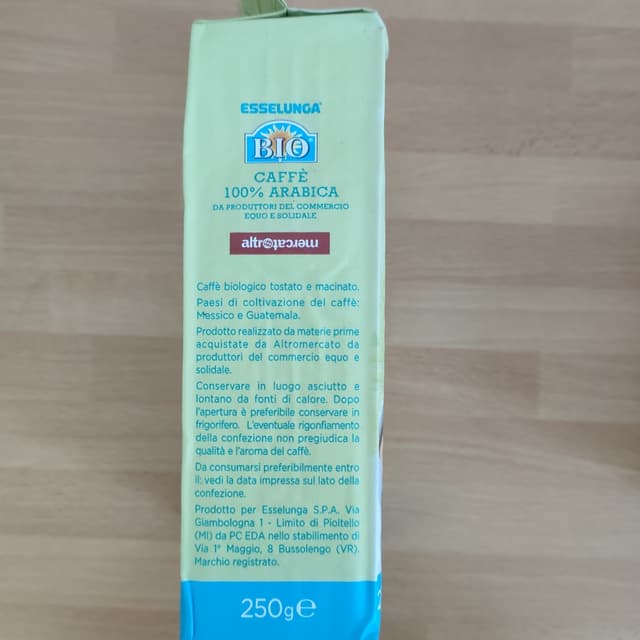 ESSELUNGA
BIO
CAFFÈ
100% ARABICA
DA PRODUTTORI DEL COMMERCIO
EQUO E SOLIDALE
altromercato
Caffè biologico tostato e macinato.
Paesi di coltivazione del caffè:
Messico e Guatemala.
Prodotto realizzato da materie prime
acquistate da Altromercato da
produttori del commercio equo e
solidale.
Conservare in luogo asciutto e
lontano da fonti di calore. Dopo
l'apertura è preferibile conservare in
frigorifero. L'eventuale rigonfiamento
della confezione non pregiudica la
qualità e l'aroma del caffè.
Da consumarsi preferibilmente entro
il: vedi la data impressa sul lato della
confezione.
Prodotto per Esselunga S.P.A. Via
Giambologna 1 - Limito di Pioltello
(MI) da PC EDA nello stabilimento di
Via 1° Maggio, 8 Bussolengo (VR).
Marchio registrato.
250g℮